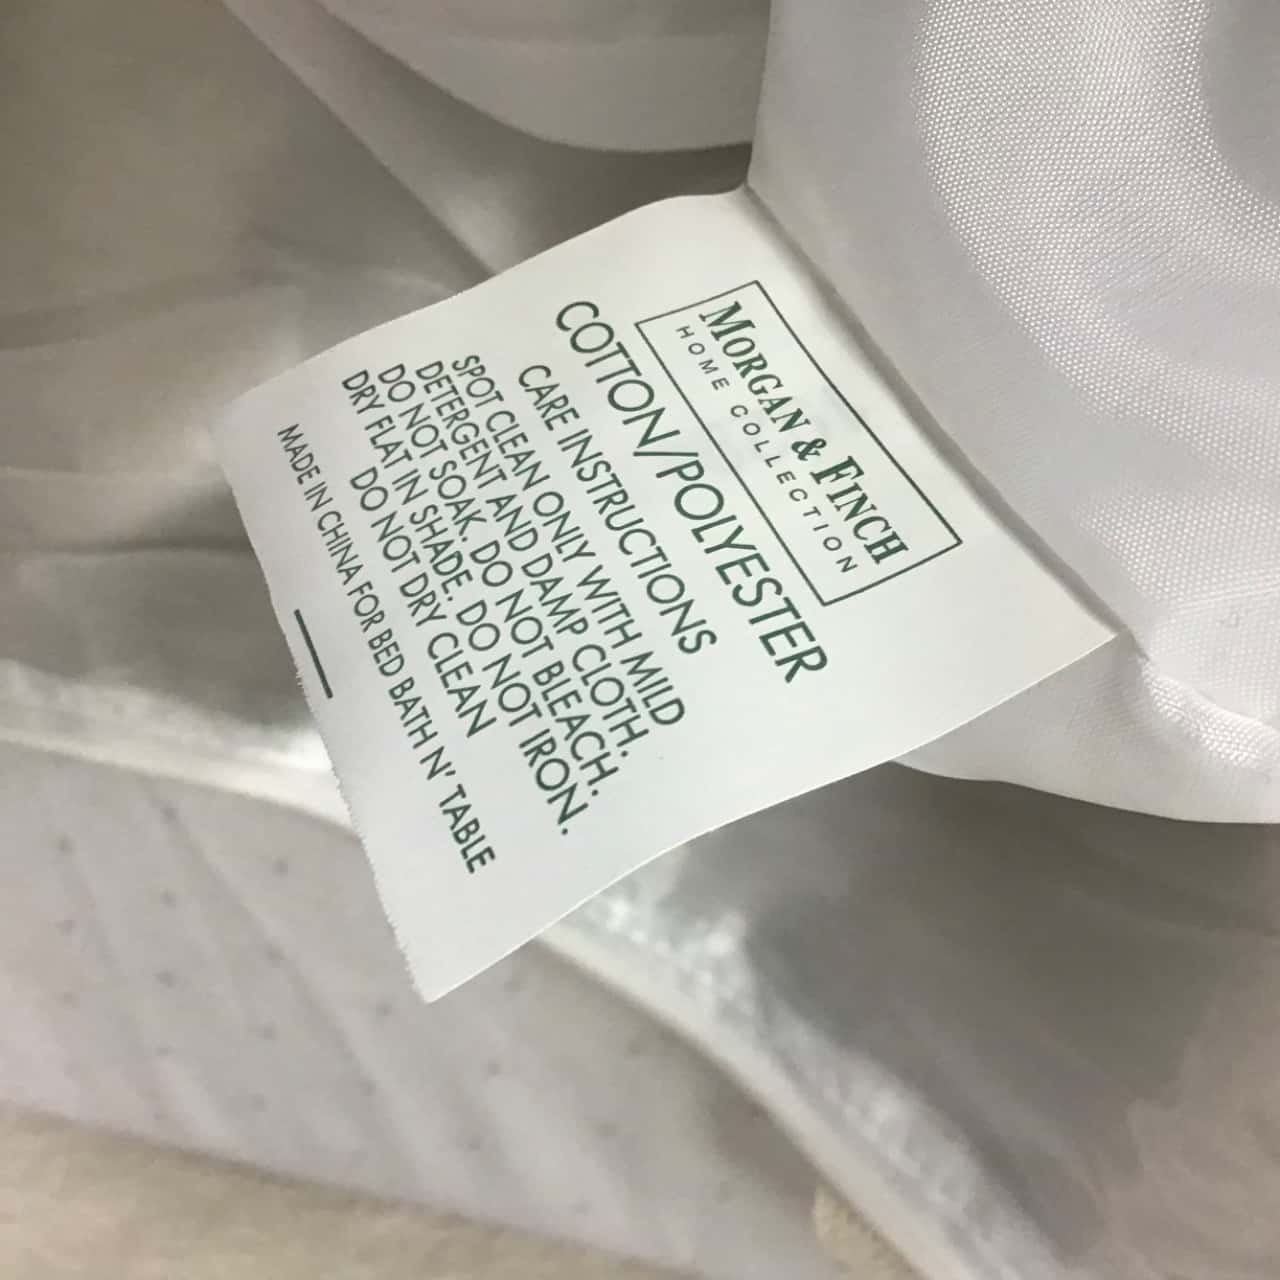 MORGAN & FINCH
HOME COLLECTION
COTTON/POLYESTER
CARE INSTRUCTIONS
SPOT CLEAN ONLY WITH MILD
DETERGENT AND DAMP CLOTH.
DO NOT SOAK. DO NOT BLEACH.
DRY FLAT IN SHADE. DO NOT IRON.
DO NOT DRY CLEAN
MADE IN CHINA FOR BED BATH N' TABLE